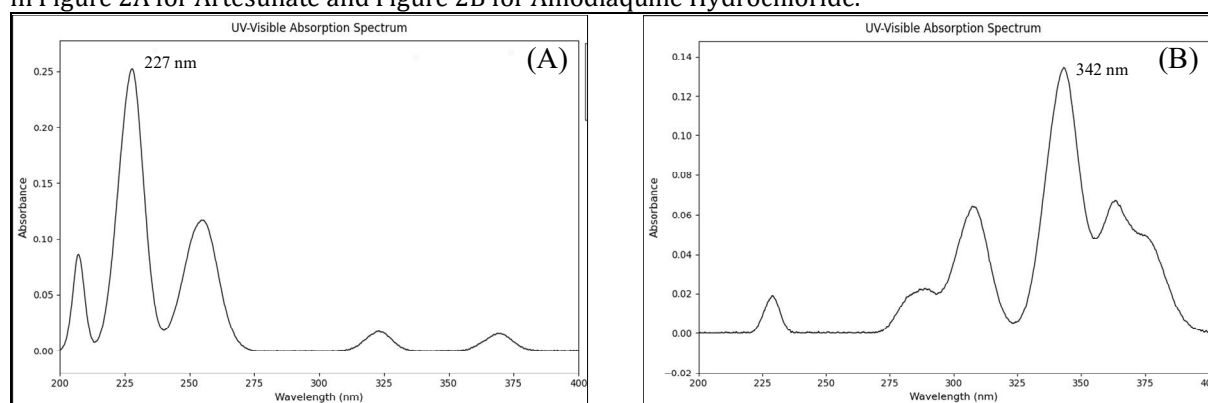 in Figure 2A for Artesunate and Figure 2B for Amodiaquine Hydrochloride.
UV-Visible Absorption Spectrum
(A)
227 nm
0.25
0.20
0.15
0.10
0.05
0.00
Absorbance
200 225 250 275 300 325 350 375 400
Wavelength (nm)
UV-Visible Absorption Spectrum
(B)
342 nm
0.14
0.12
0.10
0.08
0.06
0.04
0.02
0.00
−0.02
Absorbance
200 225 250 275 300 325 350 375 40
Wavelength (nm)